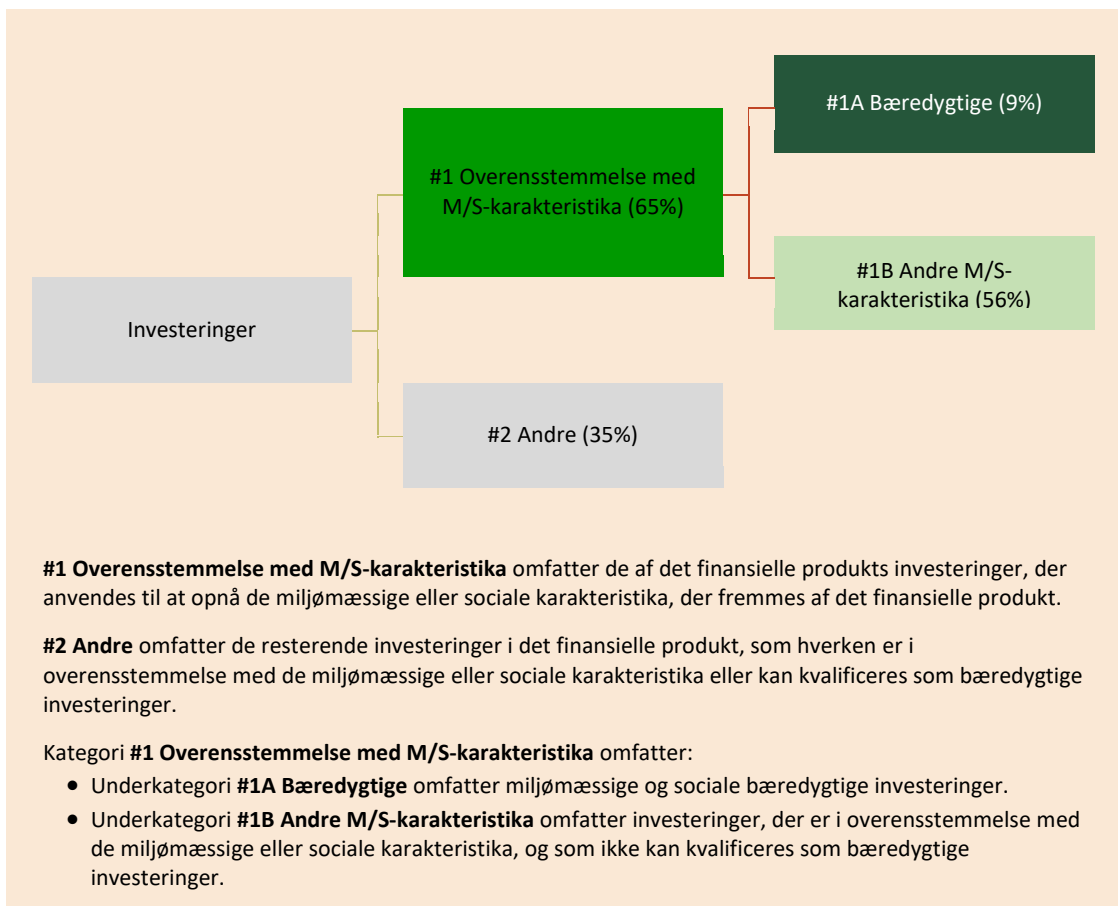 #1A Bæredygtige (9%)
#1 Overensstemmelse med
M/S-karakteristika (65%)
#1B Andre M/S-
karakteristika (56%)
Investeringer
#2 Andre (35%)
#1 Overensstemmelse med M/S-karakteristika omfatter de af det finansielle produkts investeringer, der
anvendes til at opnå de miljømæssige eller sociale karakteristika, der fremmes af det finansielle produkt.
#2 Andre omfatter de resterende investeringer i det finansielle produkt, som hverken er i
overensstemmelse med de miljømæssige eller sociale karakteristika eller kan kvalificeres som bæredygtige
investeringer.
Kategori #1 Overensstemmelse med M/S-karakteristika omfatter:
• Underkategori #1A Bæredygtige omfatter miljømæssige og sociale bæredygtige investeringer.
• Underkategori #1B Andre M/S-karakteristika omfatter investeringer, der er i overensstemmelse med
de miljømæssige eller sociale karakteristika, og som ikke kan kvalificeres som bæredygtige
investeringer.